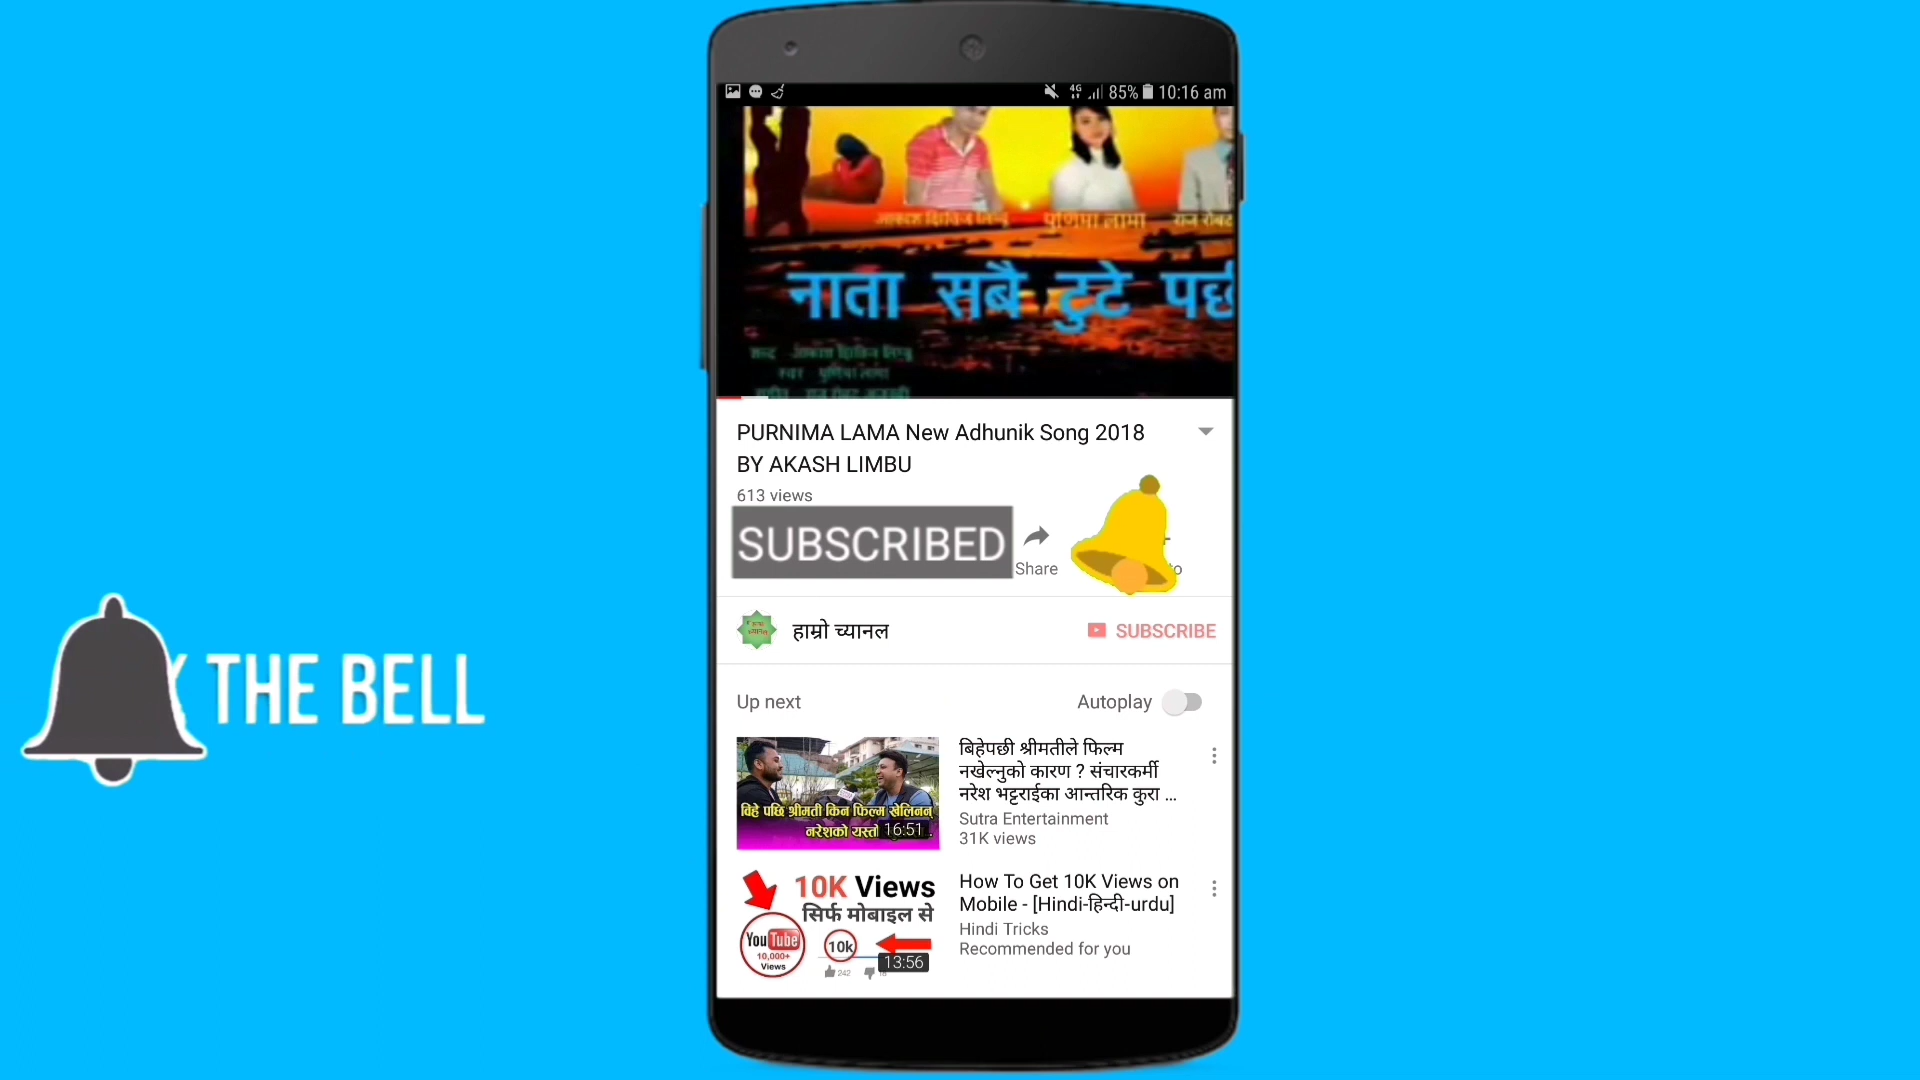 4G 85% 10:16 am
पुर्णिमा लामा
नाता सबै टुटे
PURNIMA LAMA New Adhunik Song 2018
BY AKASH LIMBU
613 views
SUBSCRIBED
Share
to
हाम्रो च्यानल
SUBSCRIBE
THE BELL
Up next
Autoplay
विहे पछि श्रीमती किन फिल्म खेलिनन्
नरेशको यस्तो
16:51
बिहेपछी श्रीमतीले फिल्म
नखेल्नुको कारण ? संचारकर्मी
नरेश भट्टराईका आन्तरिक कुरा ...
Sutra Entertainment
31K views
10K Views
सिर्फ मोबाइल से
YouTube
10,000+
Views
10k
242
13:56
How To Get 10K Views on
Mobile - [Hindi-हिन्दी-urdu]
Hindi Tricks
Recommended for you